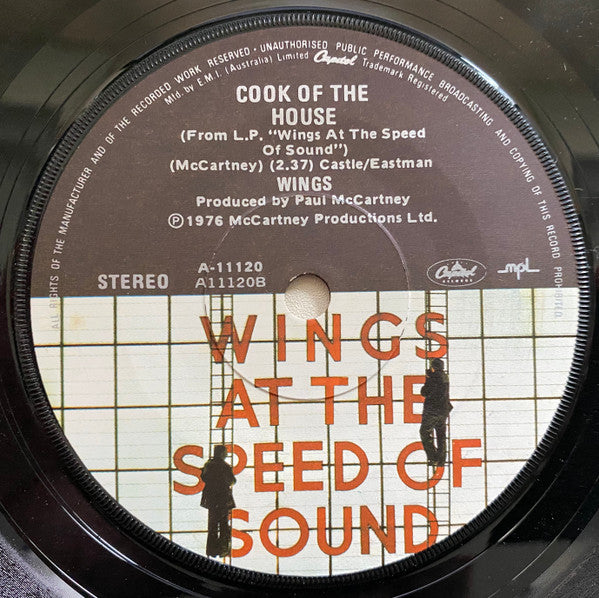 ALL RIGHTS OF THE MANUFACTURER AND OF THE RECORDED WORK RESERVED · UNAUTHORISED PUBLIC PERFORMANCE BROADCASTING AND COPYING OF THIS RECORD PROHIBITED.
Mfd. by E.M.I. (Australia) Limited Capitol Trademark Registered
COOK OF THE
HOUSE
(From L.P. "Wings At The Speed
Of Sound")
(McCartney) (2.37) Castle/Eastman
WINGS
Produced by Paul McCartney
℗ 1976 McCartney Productions Ltd.
STEREO
A-11120
A11120B
Capitol
RECORDS
mpl
WINGS
AT THE
SPEED OF
SOUND